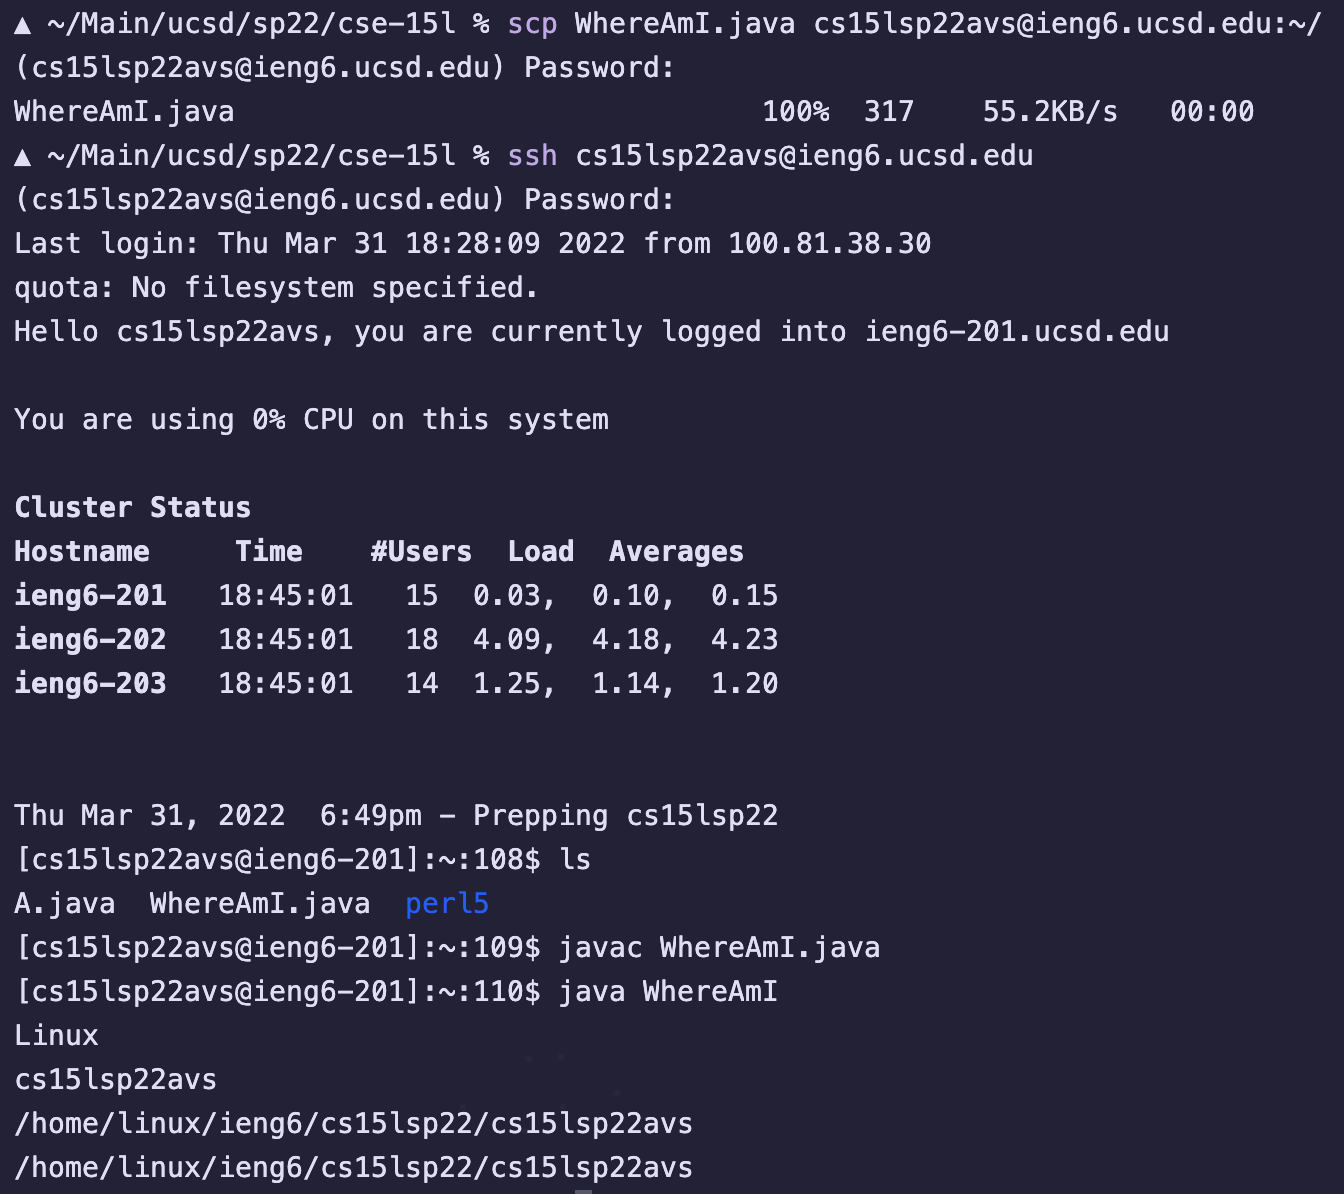 ▲ ~/Main/ucsd/sp22/cse-15l % scp WhereAmI.java cs15lsp22avs@ieng6.ucsd.edu:~/
(cs15lsp22avs@ieng6.ucsd.edu) Password:
WhereAmI.java                               100%  317    55.2KB/s   00:00
▲ ~/Main/ucsd/sp22/cse-15l % ssh cs15lsp22avs@ieng6.ucsd.edu
(cs15lsp22avs@ieng6.ucsd.edu) Password:
Last login: Thu Mar 31 18:28:09 2022 from 100.81.38.30
quota: No filesystem specified.
Hello cs15lsp22avs, you are currently logged into ieng6-201.ucsd.edu
You are using 0% CPU on this system
Cluster Status
Hostname     Time    #Users  Load  Averages
ieng6-201   18:45:01   15  0.03,  0.10,  0.15
ieng6-202   18:45:01   18  4.09,  4.18,  4.23
ieng6-203   18:45:01   14  1.25,  1.14,  1.20
Thu Mar 31, 2022  6:49pm - Prepping cs15lsp22
[cs15lsp22avs@ieng6-201]:~:108$ ls
A.java  WhereAmI.java  perl5
[cs15lsp22avs@ieng6-201]:~:109$ javac WhereAmI.java
[cs15lsp22avs@ieng6-201]:~:110$ java WhereAmI
Linux
cs15lsp22avs
/home/linux/ieng6/cs15lsp22/cs15lsp22avs
/home/linux/ieng6/cs15lsp22/cs15lsp22avs